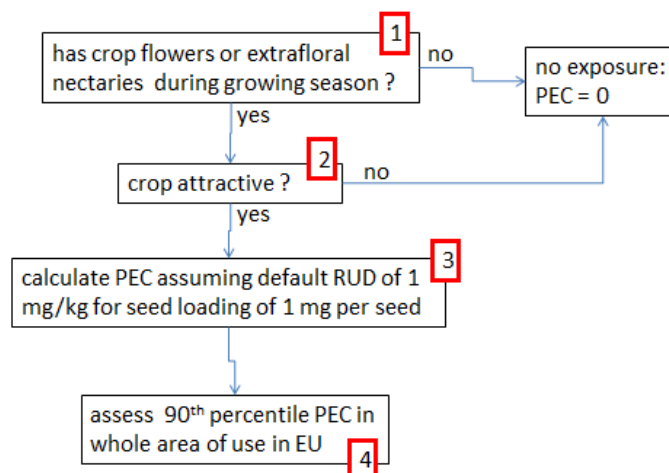 1
has crop flowers or extrafloral
nectaries during growing season ?
no
no exposure:
PEC = 0
yes
2
crop attractive ?
no
yes
3
calculate PEC assuming default RUD of 1
mg/kg for seed loading of 1 mg per seed
assess 90th percentile PEC in
whole area of use in EU
4